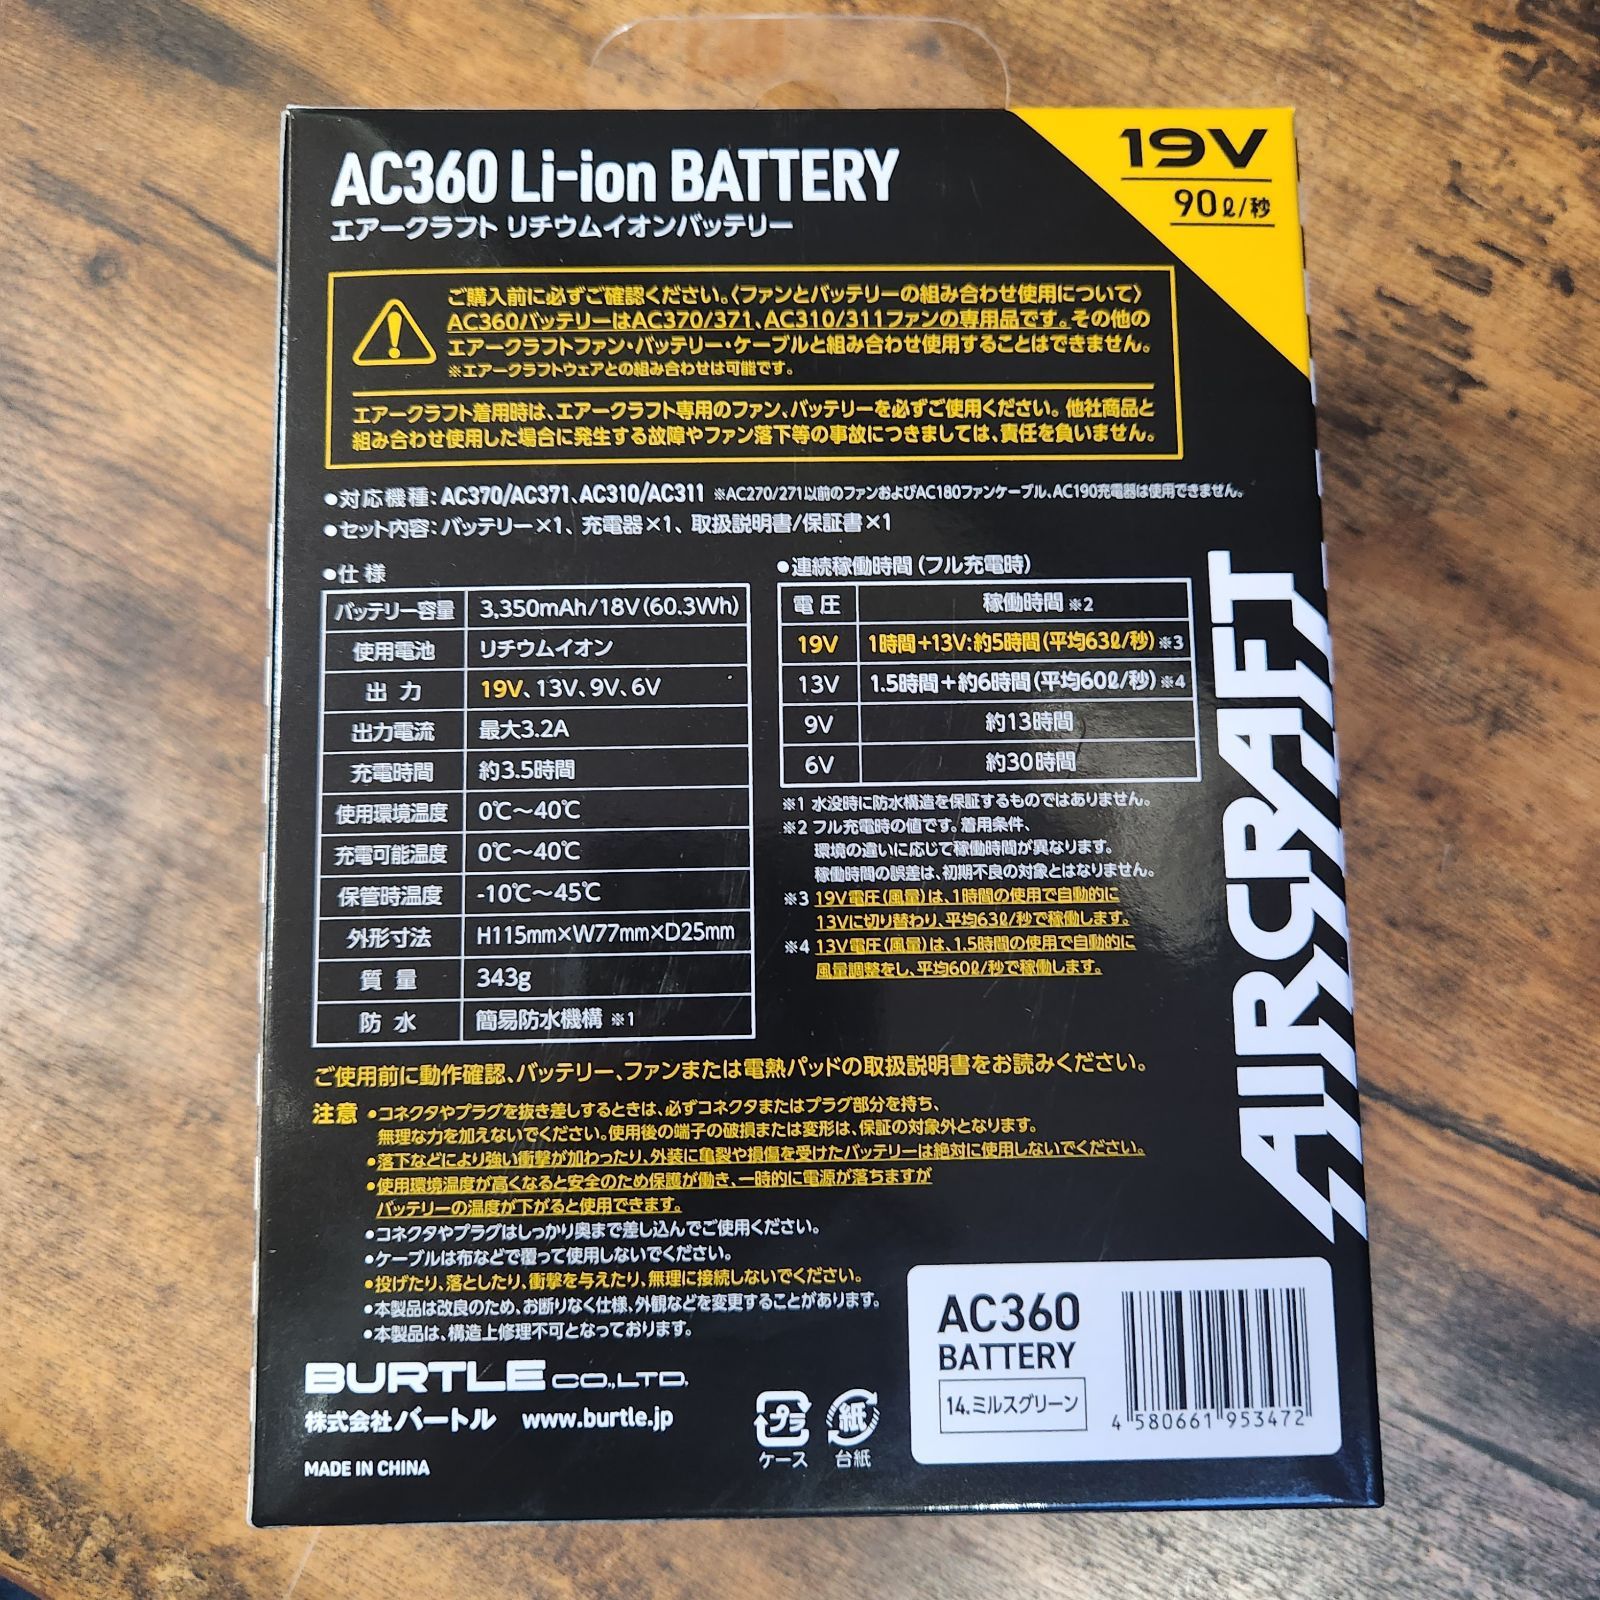 19V
90ℓ/秒
AC360 Li-ion BATTERY
エアークラフト リチウムイオンバッテリー
ご購入前に必ずご確認ください。〈ファンとバッテリーの組み合わせ使用について〉
AC360バッテリーはAC370/371、AC310/311ファンの専用品です。その他の
エアークラフトファン・バッテリー・ケーブルと組み合わせ使用することはできません。
※エアークラフトウェアとの組み合わせは可能です。
エアークラフト着用時は、エアークラフト専用のファン、バッテリーを必ずご使用ください。他社商品と
組み合わせ使用した場合に発生する故障やファン落下等の事故につきましては、責任を負いません。
●対応機種：AC370/AC371、AC310/AC311 ※AC270/271以前のファンおよびAC180ファンケーブル、AC190充電器は使用できません。
●セット内容：バッテリー×1、充電器×1、取扱説明書/保証書×1
●仕様
バッテリー容量 3,350mAh/18V(60.3Wh)
使用電池 リチウムイオン
出力 19V、13V、9V、6V
出力電流 最大3.2A
充電時間 約3.5時間
使用環境温度 0℃～40℃
充電可能温度 0℃～40℃
保管時温度 -10℃～45℃
外形寸法 H115mm×W77mm×D25mm
質量 343g
防水 簡易防水機構 ※1
●連続稼働時間（フル充電時）
電圧 稼働時間 ※2
19V 1時間＋13V：約5時間（平均63ℓ/秒）※3
13V 1.5時間＋約6時間（平均60ℓ/秒）※4
9V 約13時間
6V 約30時間
※1 水没時に防水構造を保証するものではありません。
※2 フル充電時の値です。着用条件、
環境の違いに応じて稼働時間が異なります。
稼働時間の誤差は、初期不良の対象とはなりません。
※3 19V電圧（風量）は、1時間の使用で自動的に
13Vに切り替わり、平均63ℓ/秒で稼働します。
※4 13V電圧（風量）は、1.5時間の使用で自動的に
風量調整をし、平均60ℓ/秒で稼働します。
AIRCRAFT
ご使用前に動作確認、バッテリー、ファンまたは電熱パッドの取扱説明書をお読みください。
注意 ●コネクタやプラグを抜き差しするときは、必ずコネクタまたはプラグ部分を持ち、
無理な力を加えないでください。使用後の端子の破損または変形は、保証の対象外となります。
●落下などにより強い衝撃が加わったり、外装に亀裂や損傷を受けたバッテリーは絶対に使用しないでください。
●使用環境温度が高くなると安全のため保護が働き、一時的に電源が落ちますが
バッテリーの温度が下がると使用できます。
●コネクタやプラグはしっかり奥まで差し込んでご使用ください。
●ケーブルは布などで覆って使用しないでください。
●投げたり、落としたり、衝撃を与えたり、無理に接続しないでください。
●本製品は改良のため、お断りなく仕様、外観などを変更することがあります。
●本製品は、構造上修理不可となっております。
BURTLE CO.,LTD.
株式会社バートル www.burtle.jp
MADE IN CHINA
プラ
ケース
紙
台紙
AC360
BATTERY
14.ミルスグリーン
4 580661 953472